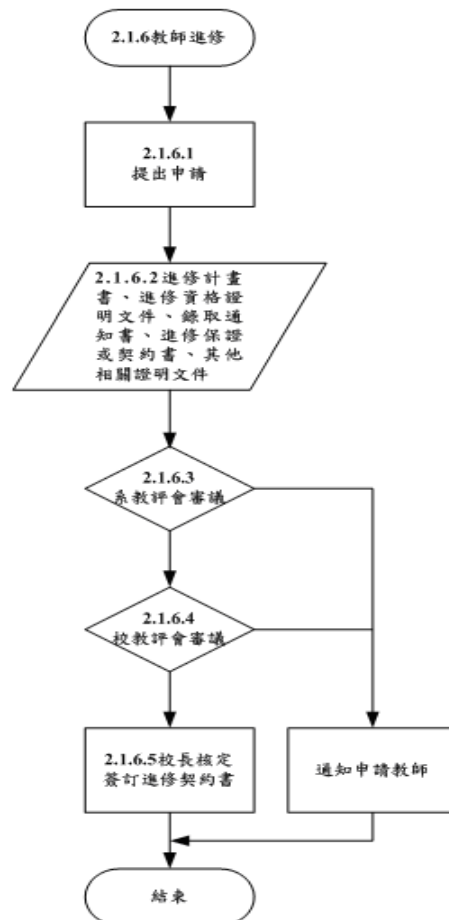 2.1.6教師進修
2.1.6.1
提出申請
2.1.6.2進修計畫
書、進修資格證
明文件、錄取通
知書、進修保證
或契約書、其他
相關證明文件
2.1.6.3
系教評會審議
2.1.6.4
校教評會審議
2.1.6.5校長核定
簽訂進修契約書
通知申請教師
結束